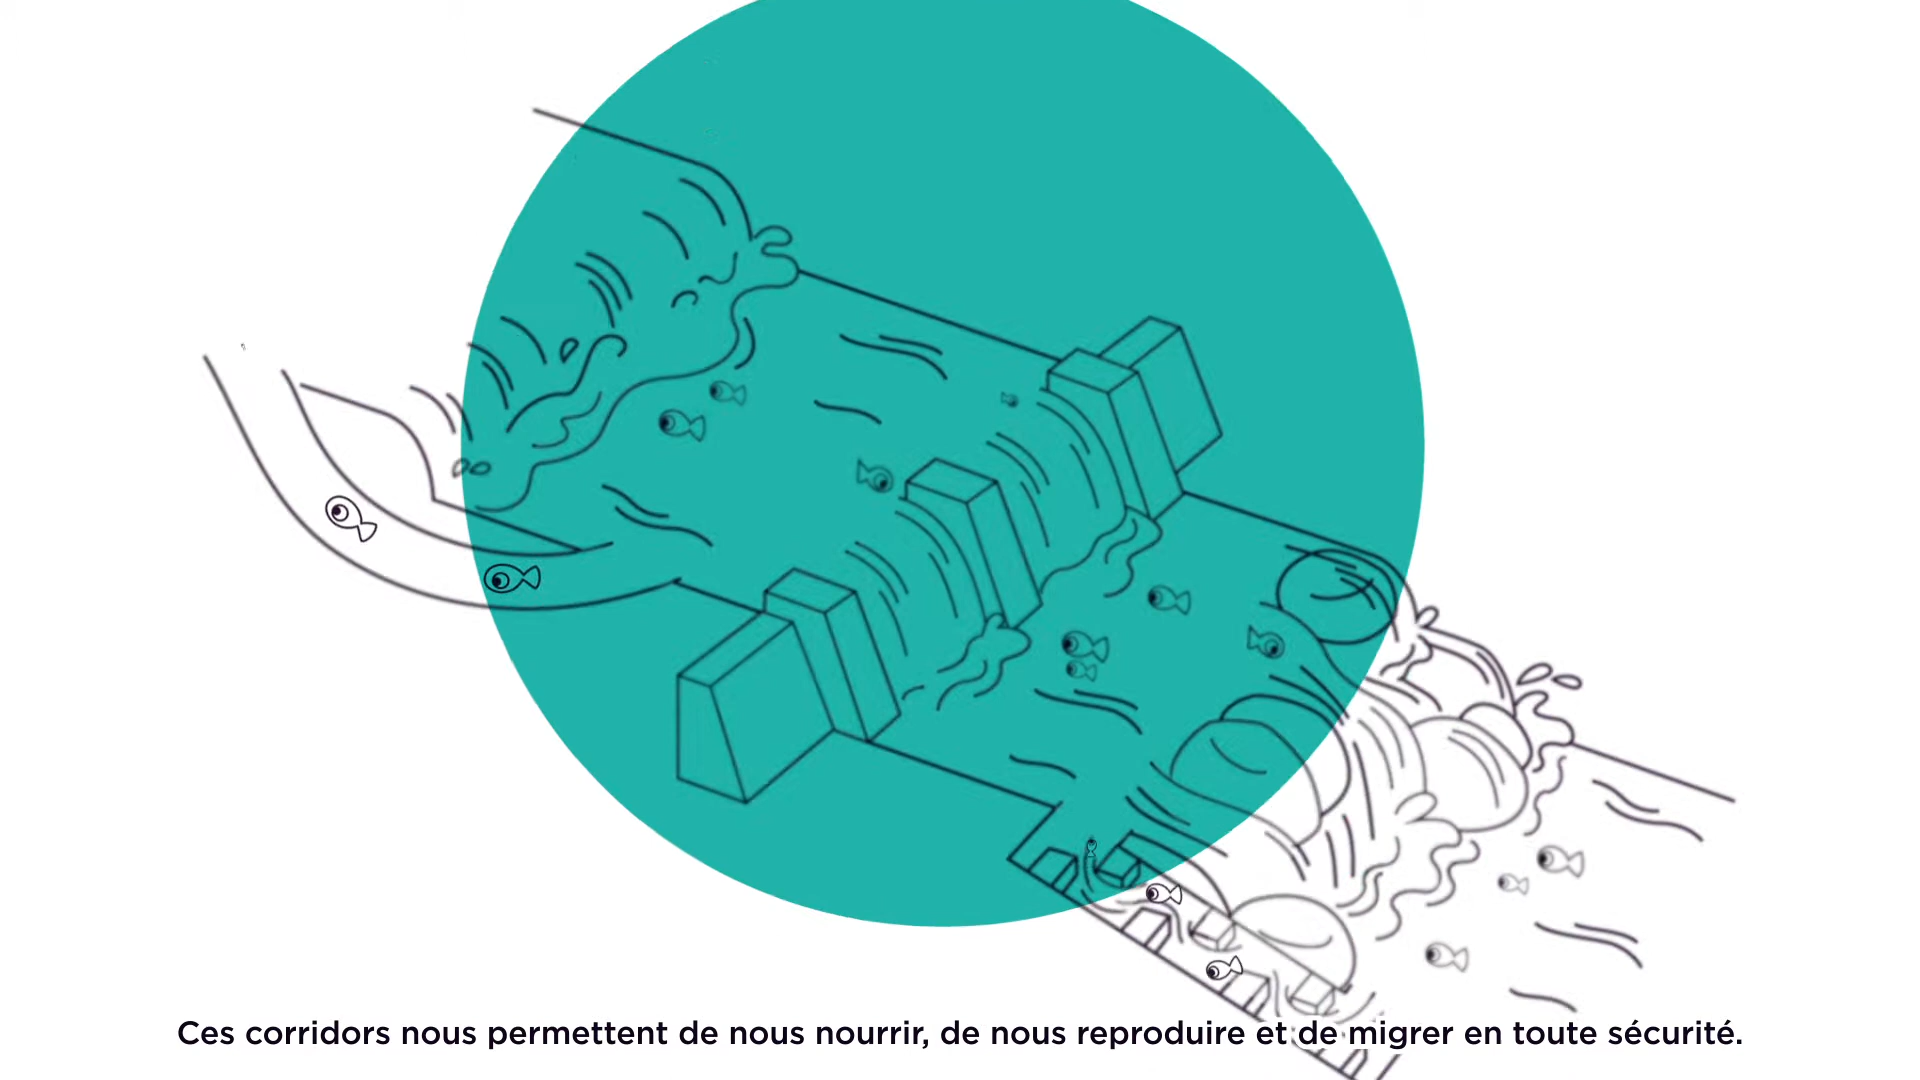 Ces corridors nous permettent de nous nourrir, de nous reproduire et de migrer en toute sécurité.